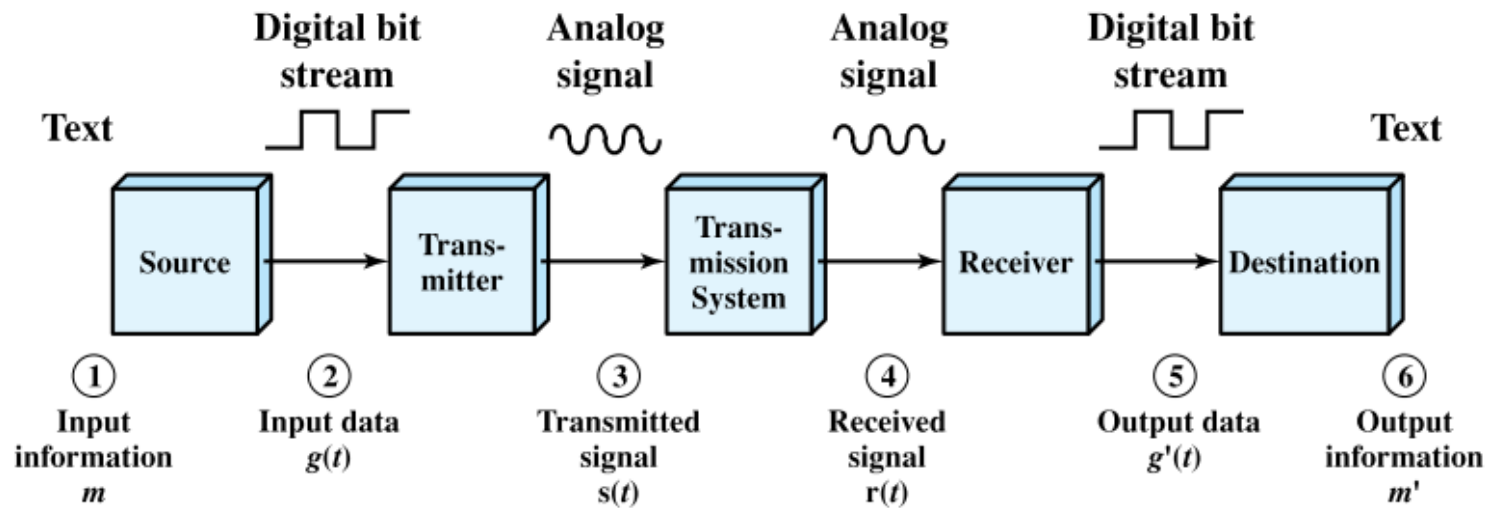 Digital bit
stream
Analog
signal
Analog
signal
Digital bit
stream
Text
Text
Source
Trans-
mitter
Trans-
mission
System
Receiver
Destination
1
Input
information
m
2
Input data
g(t)
3
Transmitted
signal
s(t)
4
Received
signal
r(t)
5
Output data
g'(t)
6
Output
information
m'